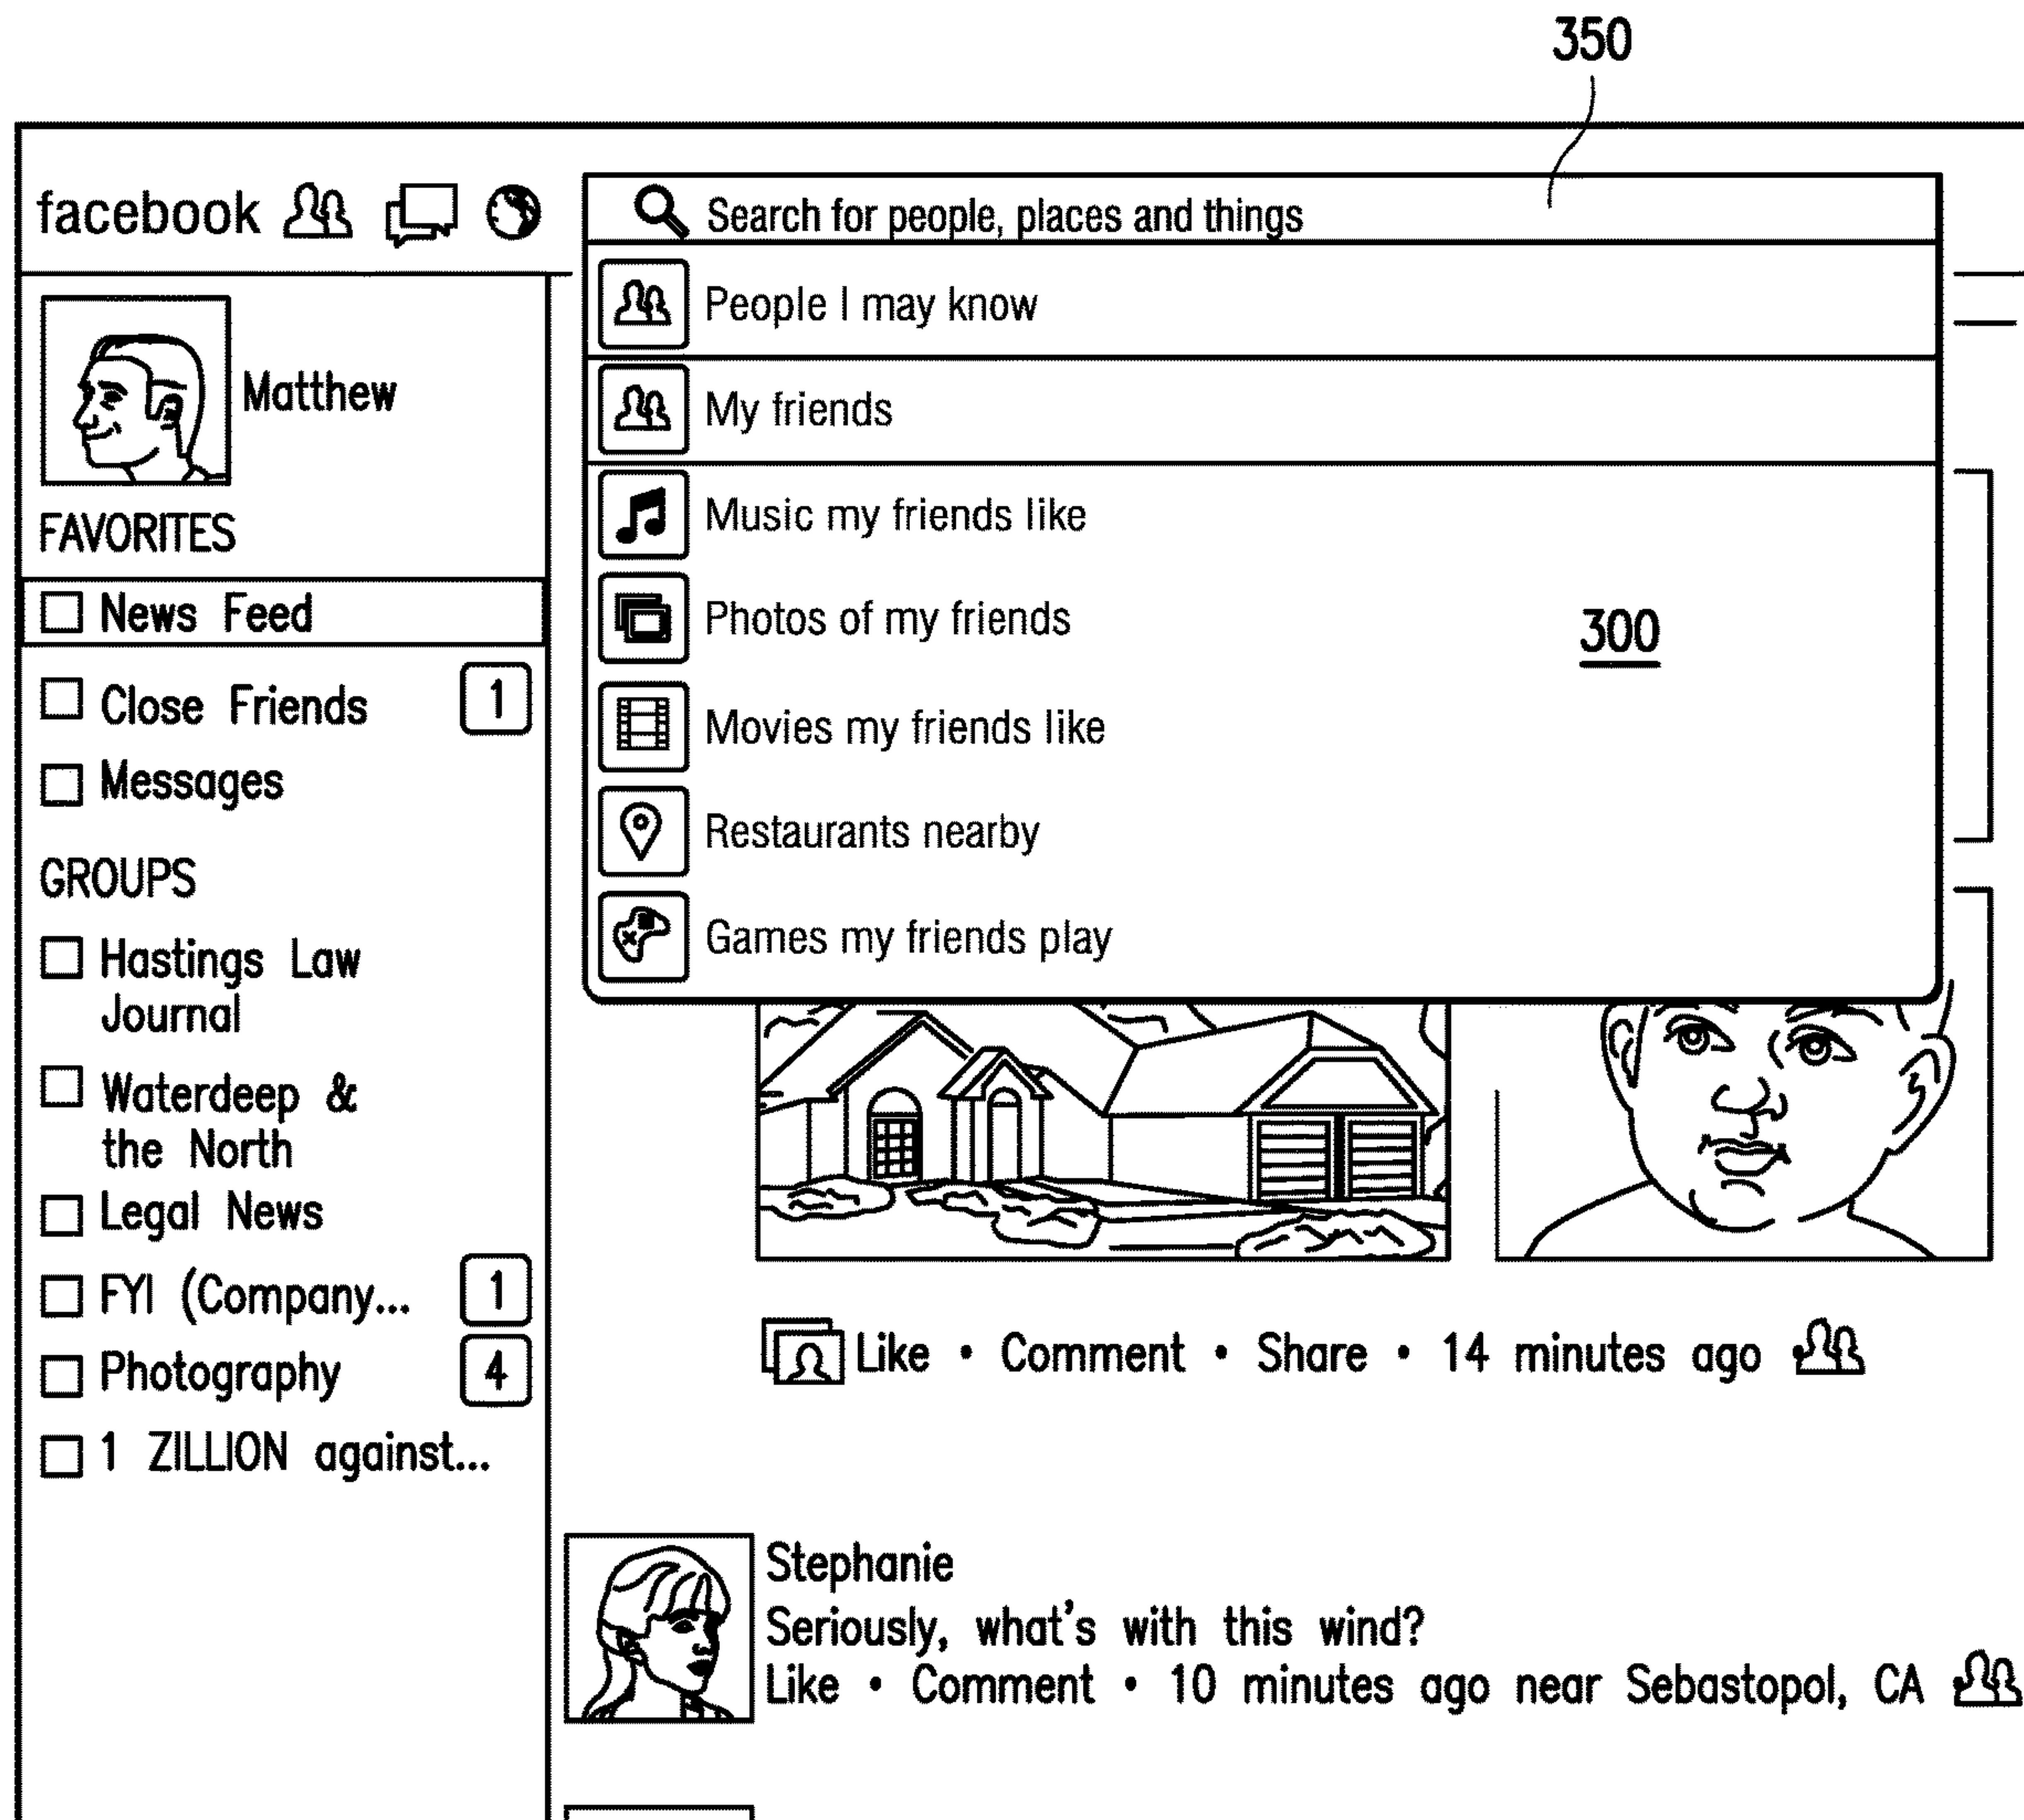 350
facebook
Search for people, places and things
People I may know
My friends
Music my friends like
Photos of my friends
Movies my friends like
Restaurants nearby
Games my friends play
300
Matthew
FAVORITES
News Feed
Close Friends 1
Messages
GROUPS
Hastings Law
Journal
Waterdeep &
the North
Legal News
FYI (Company... 1
Photography 4
1 ZILLION against...
Like • Comment • Share • 14 minutes ago
Stephanie
Seriously, what's with this wind?
Like • Comment • 10 minutes ago near Sebastopol, CA